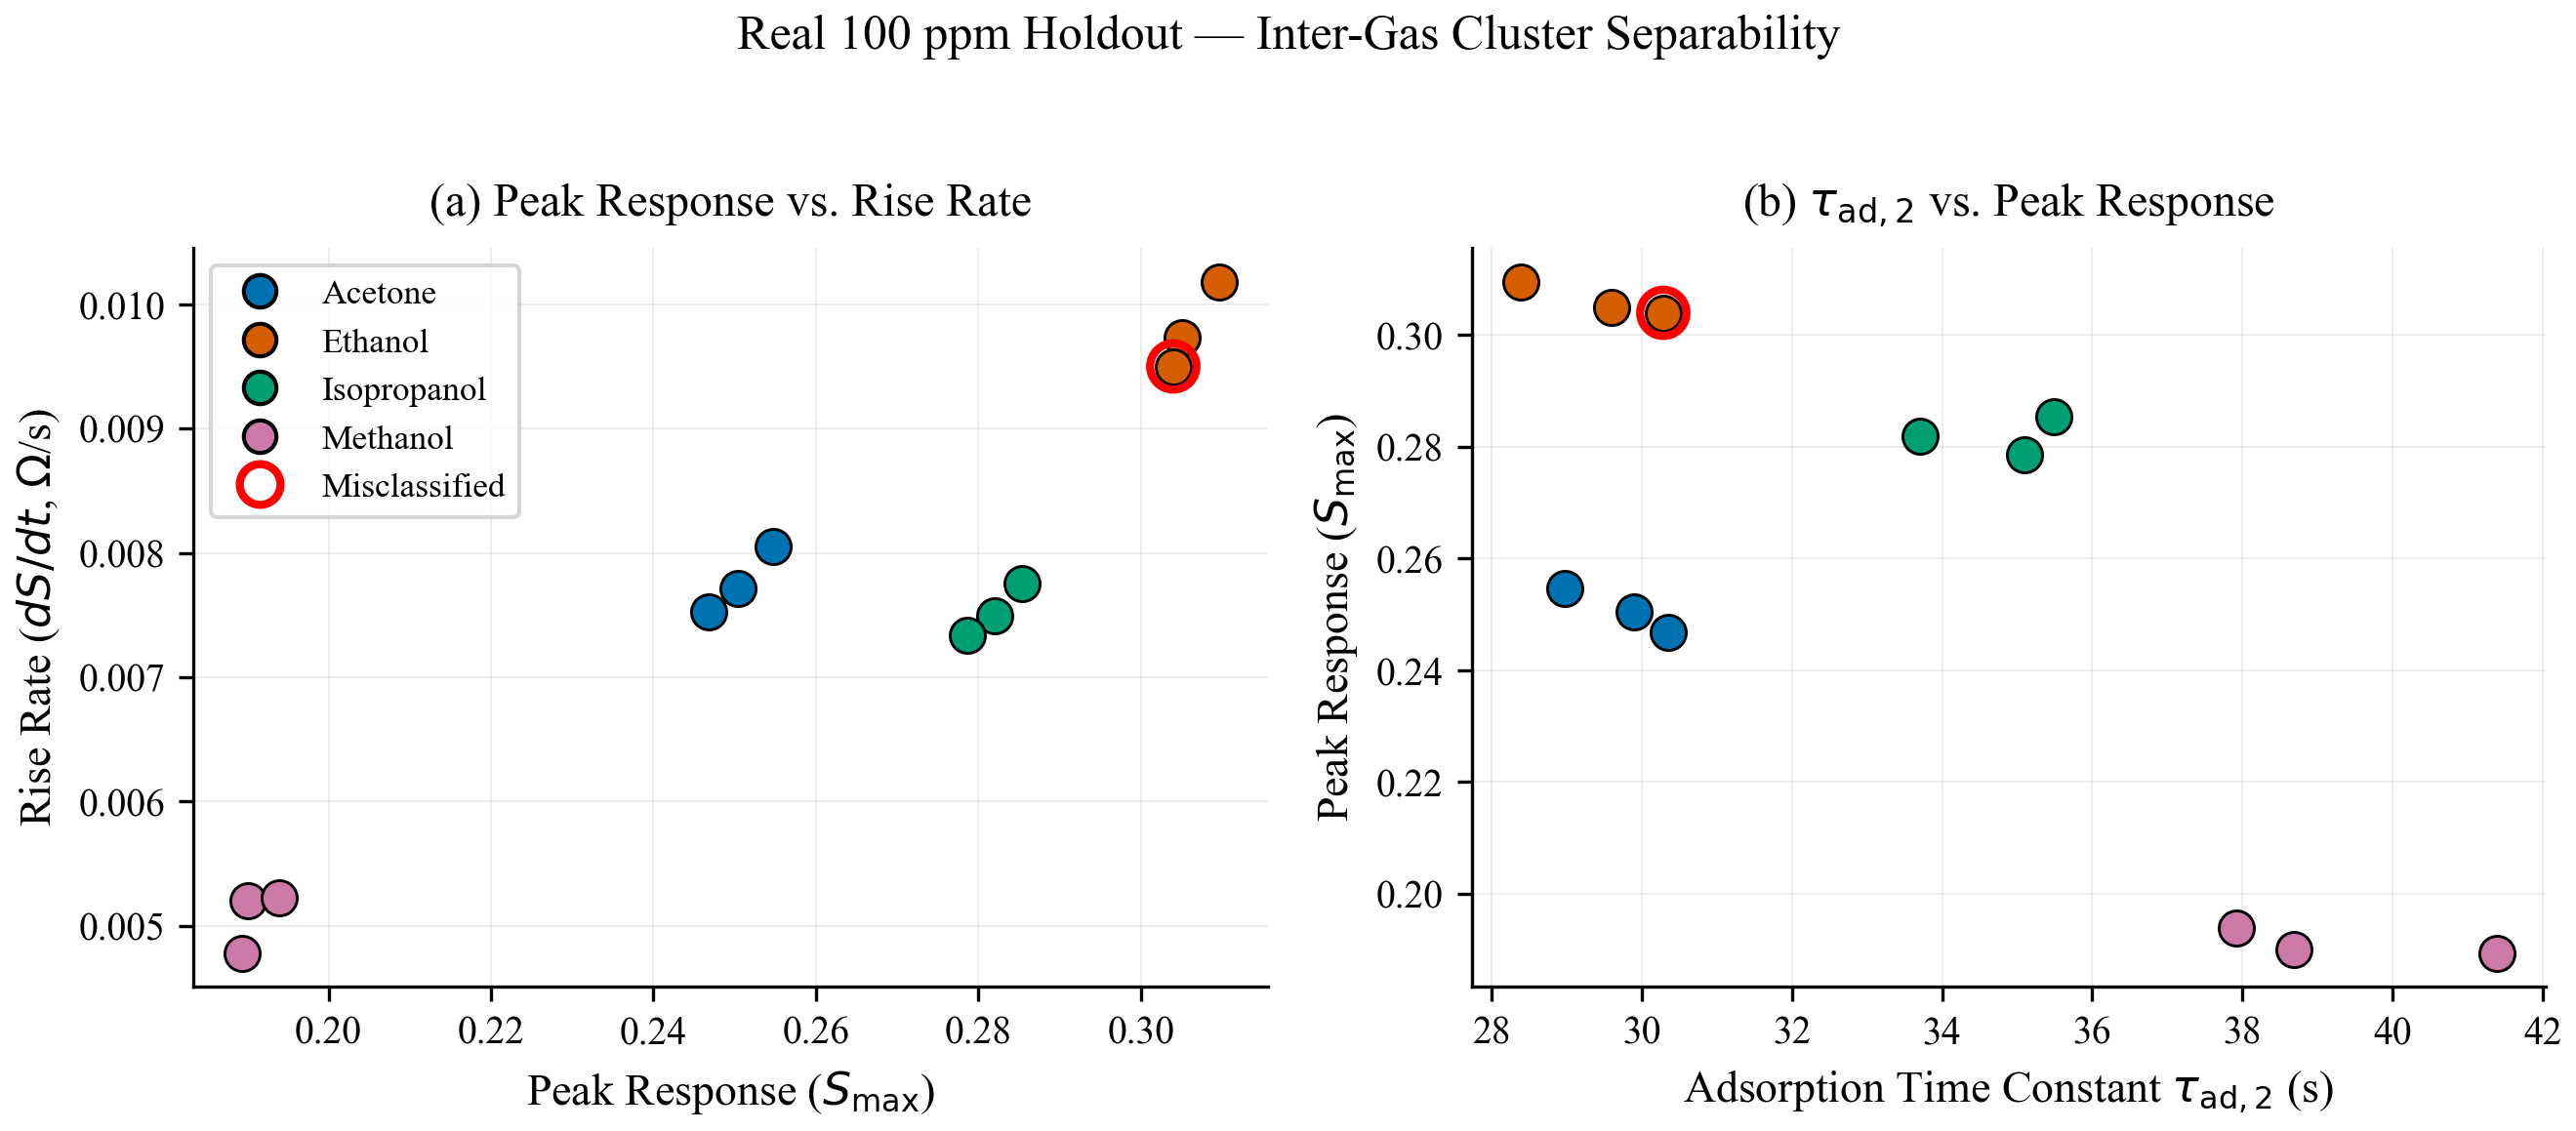 Real 100 ppm Holdout — Inter-Gas Cluster Separability
(a) Peak Response vs. Rise Rate
Acetone
Ethanol
Isopropanol
Methanol
Misclassified
Rise Rate (dS/dt, Ω/s)
0.010
0.009
0.008
0.007
0.006
0.005
0.20 0.22 0.24 0.26 0.28 0.30
Peak Response (S_max)
(b) τ_ad, 2 vs. Peak Response
Peak Response (S_max)
0.30
0.28
0.26
0.24
0.22
0.20
28 30 32 34 36 38 40 42
Adsorption Time Constant τ_ad, 2 (s)